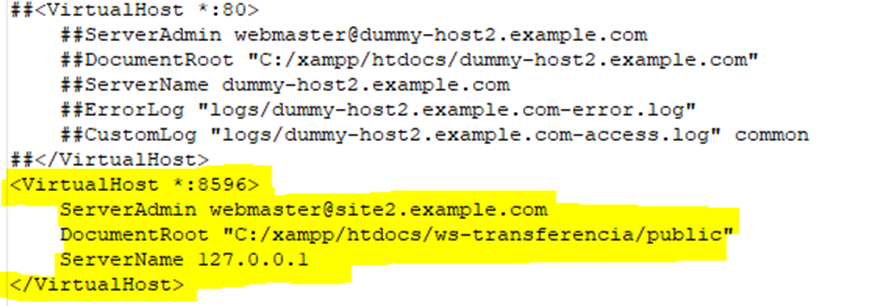 ##<VirtualHost *:80>
##ServerAdmin webmaster@dummy-host2.example.com
##DocumentRoot "C:/xampp/htdocs/dummy-host2.example.com"
##ServerName dummy-host2.example.com
##ErrorLog "logs/dummy-host2.example.com-error.log"
##CustomLog "logs/dummy-host2.example.com-access.log" common
##</VirtualHost>
<VirtualHost *:8596>
ServerAdmin webmaster@site2.example.com
DocumentRoot "C:/xampp/htdocs/ws-transferencia/public"
ServerName 127.0.0.1
</VirtualHost>